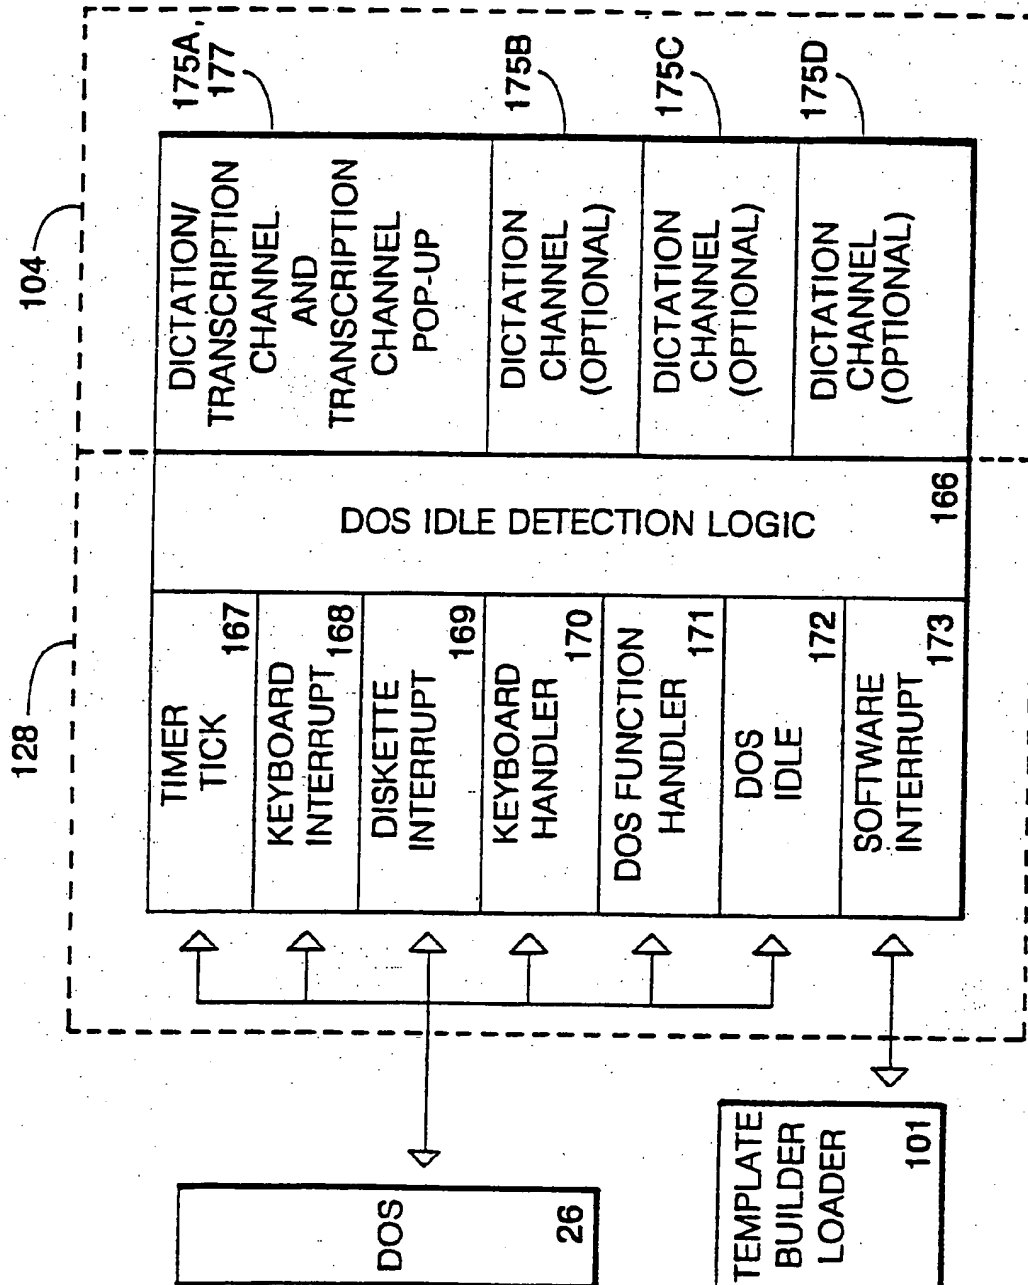 128
104
TIMER
TICK
167
KEYBOARD
INTERRUPT
168
DISKETTE
INTERRUPT
169
KEYBOARD
HANDLER
170
DOS FUNCTION
HANDLER
171
DOS
IDLE
172
SOFTWARE
INTERRUPT
173
DOS IDLE DETECTION LOGIC
166
DICTATION/
TRANSCRIPTION
CHANNEL
AND
TRANSCRIPTION
CHANNEL
POP-UP
175A,
177
DICTATION
CHANNEL
(OPTIONAL)
175B
DICTATION
CHANNEL
(OPTIONAL)
175C
DICTATION
CHANNEL
(OPTIONAL)
175D
DOS
26
TEMPLATE
BUILDER
LOADER
101